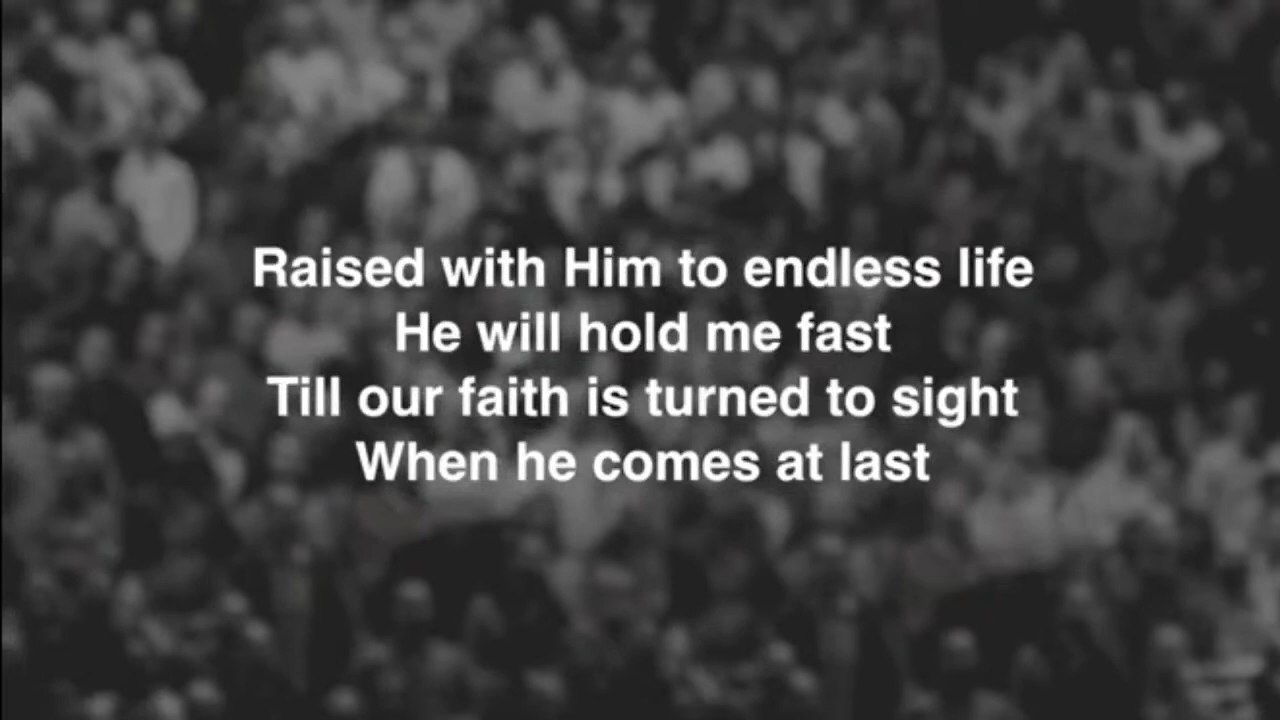 Raised with Him to endless life
He will hold me fast
Till our faith is turned to sight
When he comes at last